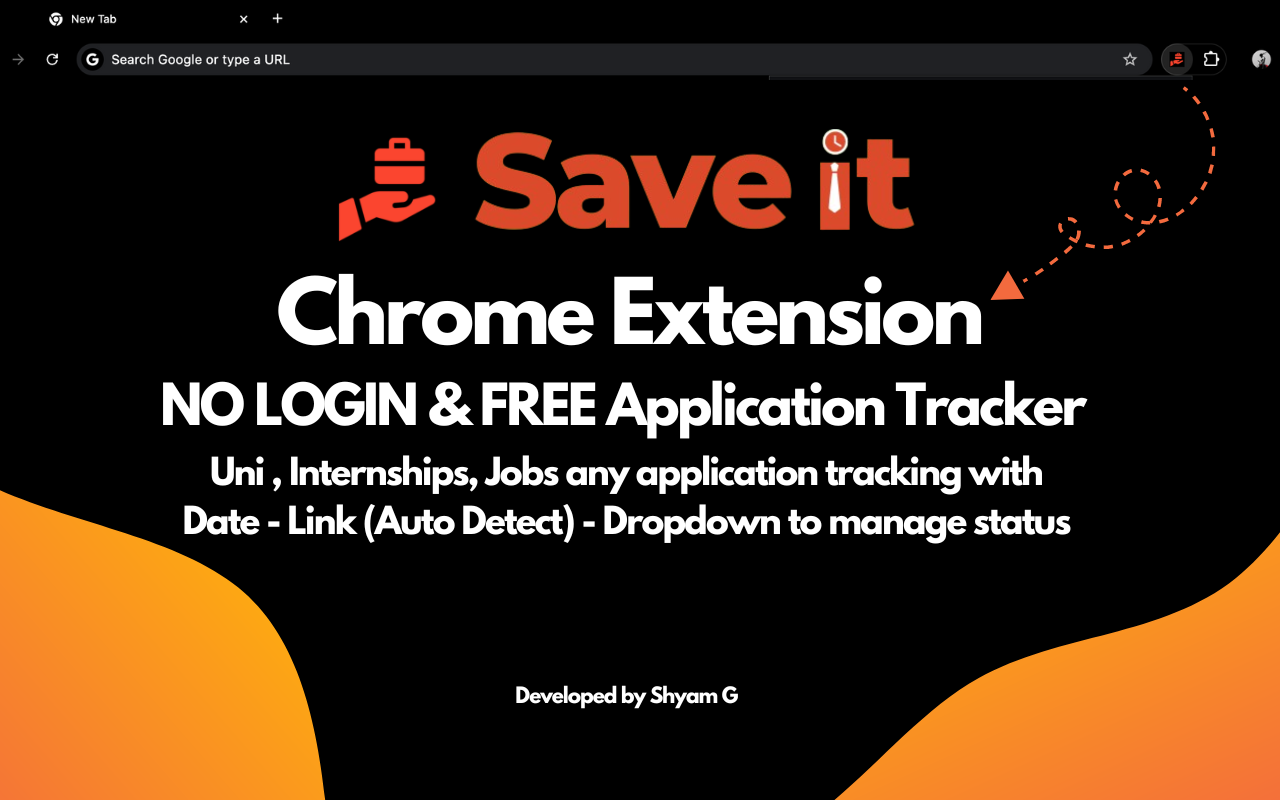 New Tab
Search Google or type a URL
Save it
Chrome Extension
NO LOGIN & FREE Application Tracker
Uni , Internships, Jobs any application tracking with
Date - Link (Auto Detect) - Dropdown to manage status
Developed by Shyam G